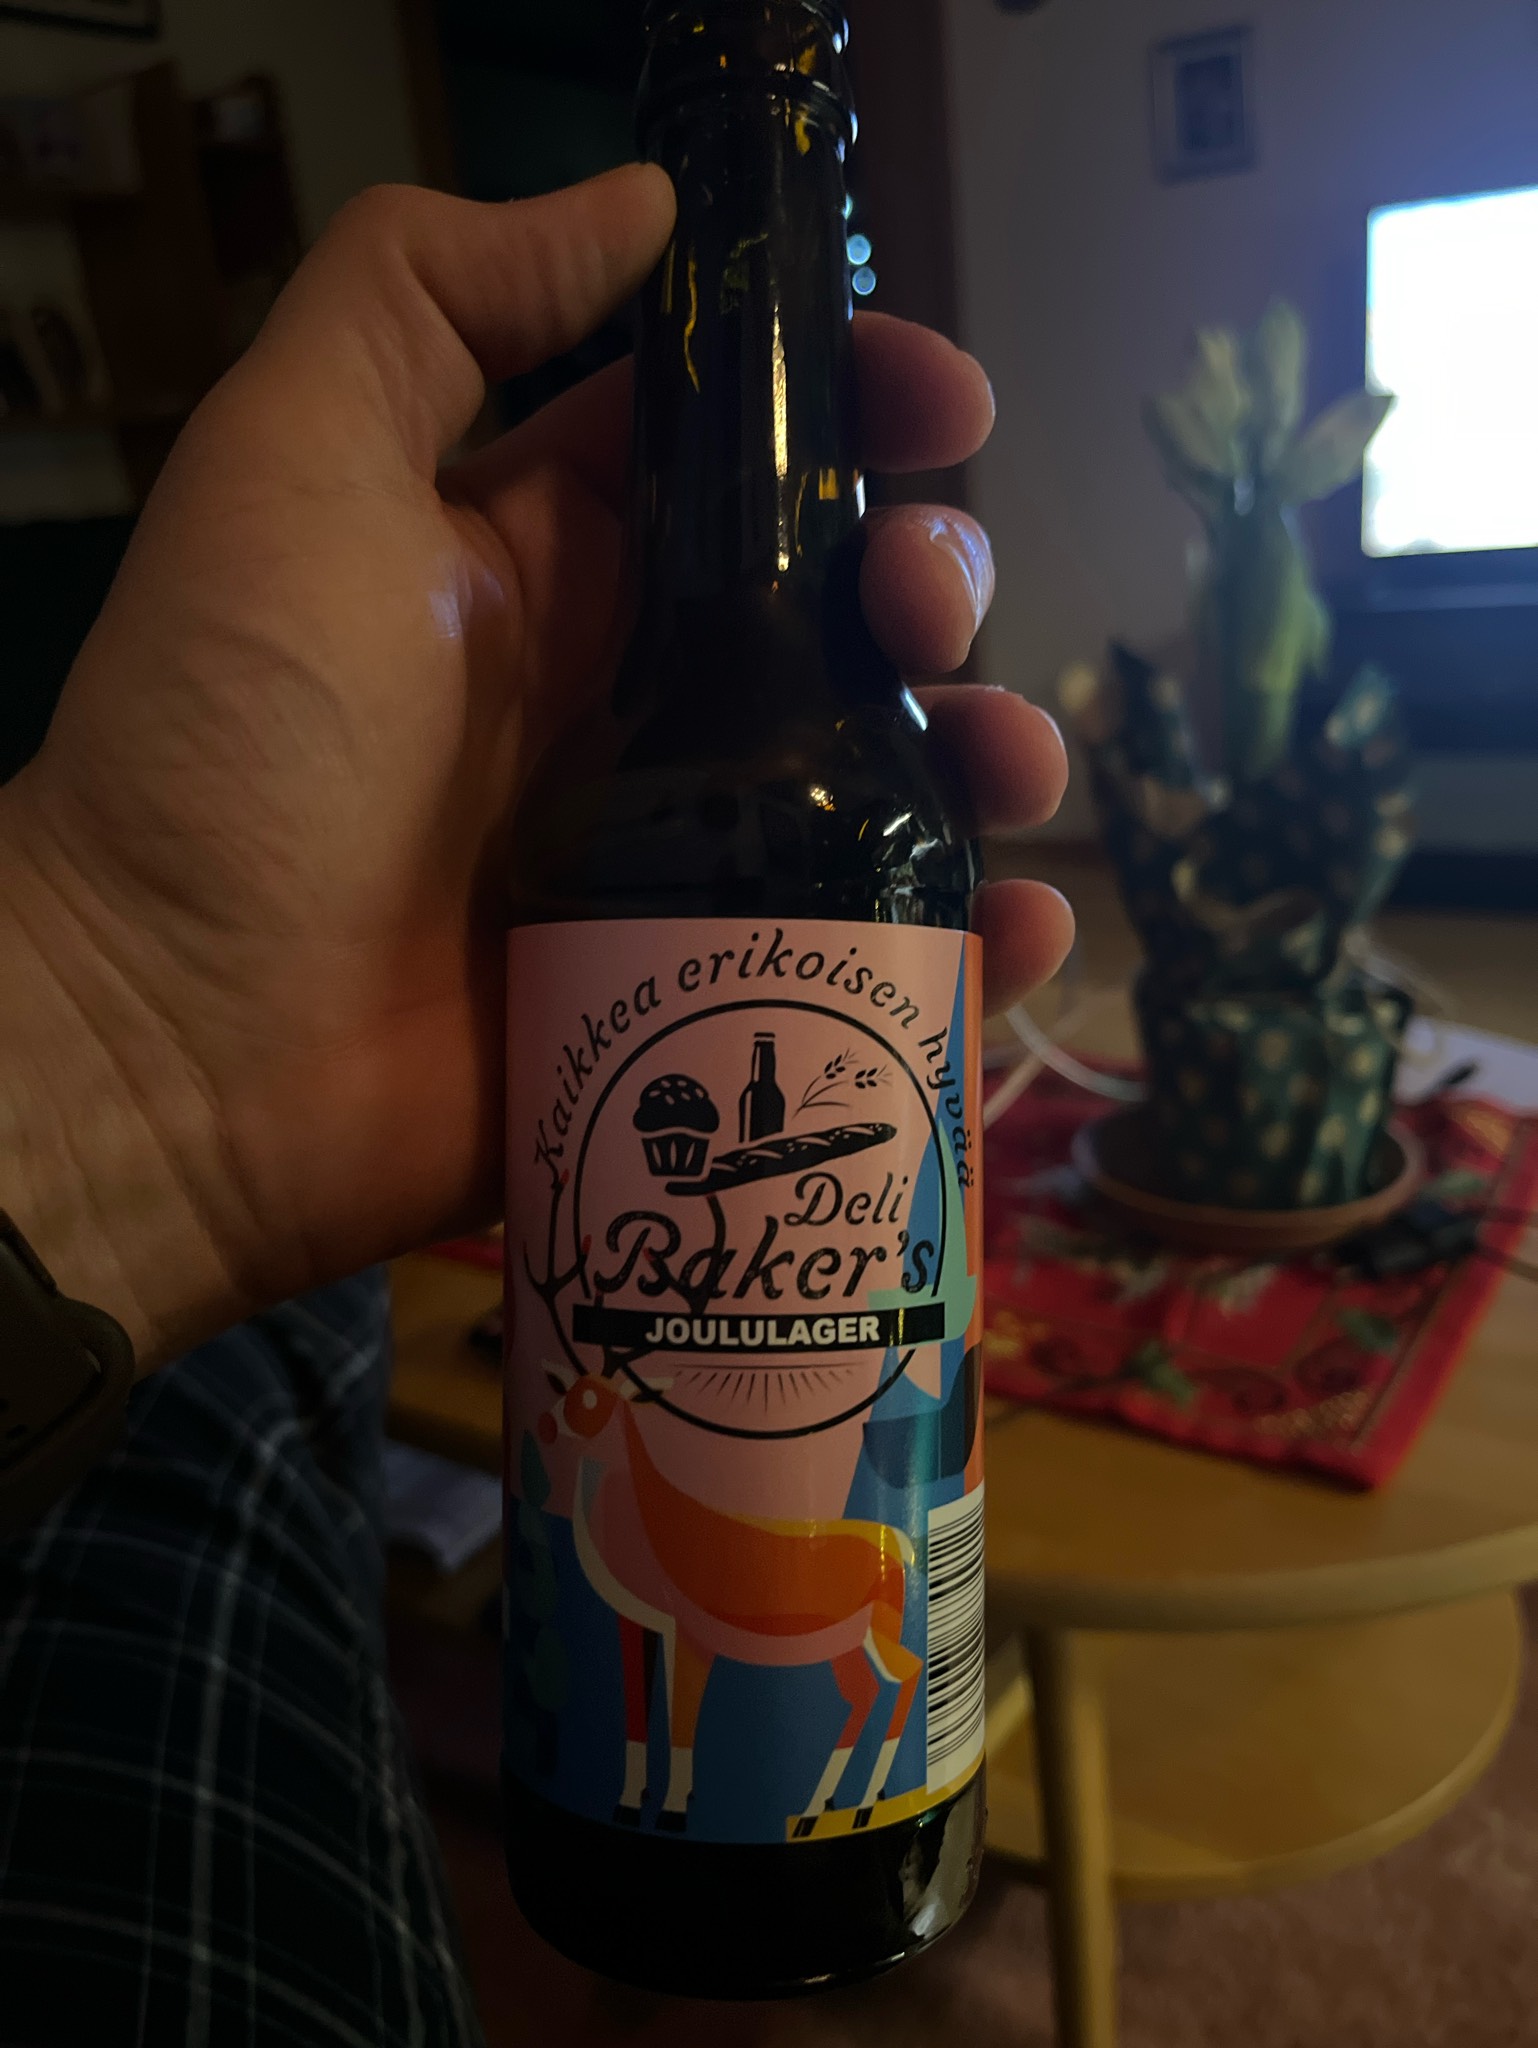 Kaikkea erikoisen hyvää
Deli
Baker's
JOULULAGER